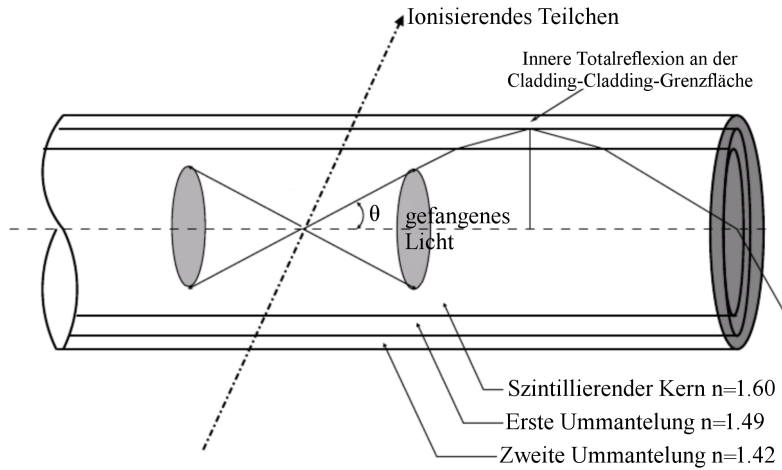 Ionisierendes Teilchen
Innere Totalreflexion an der
Cladding-Cladding-Grenzfläche
θ
gefangenes
Licht
Szintillierender Kern n=1.60
Erste Ummantelung n=1.49
Zweite Ummantelung n=1.42